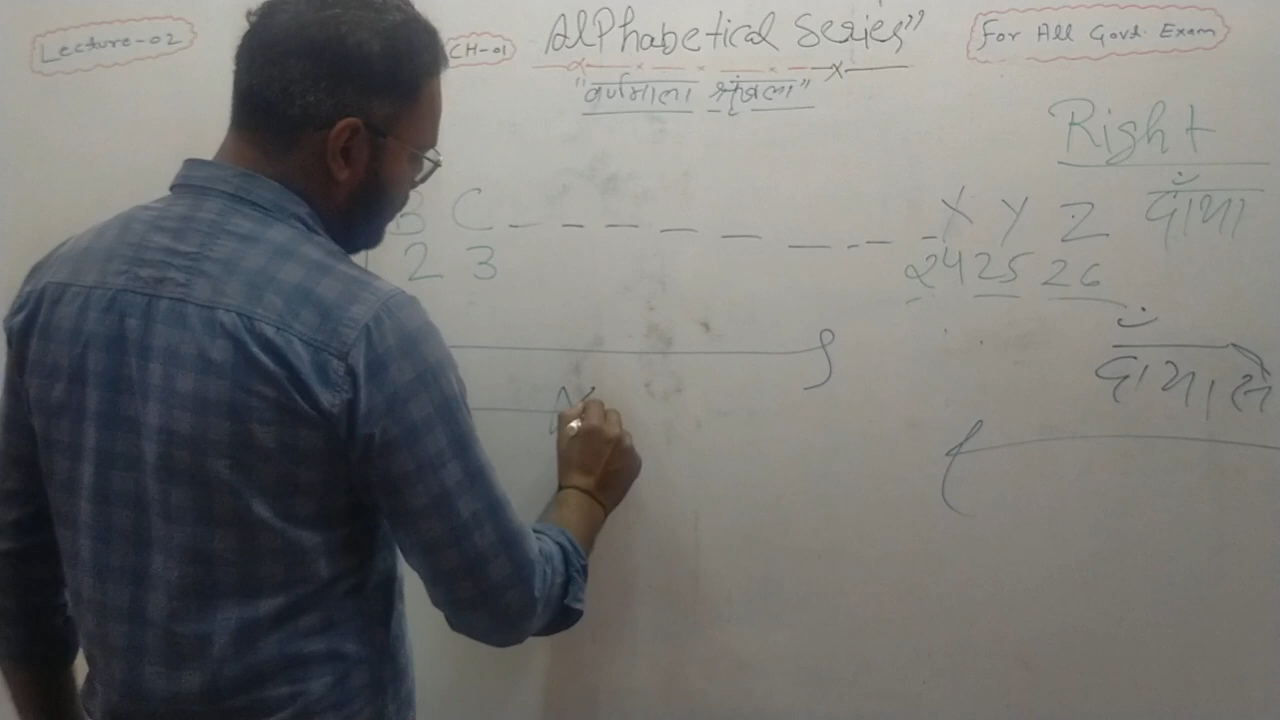 Lecture-02
CH-01
"Alphabetical Series"
For All Govt. Exam
"वर्णमाला श्रृंखला"
Right
दाँया
B C - - - - - - - - X Y Z
2 3 24 25 26
दाँया से